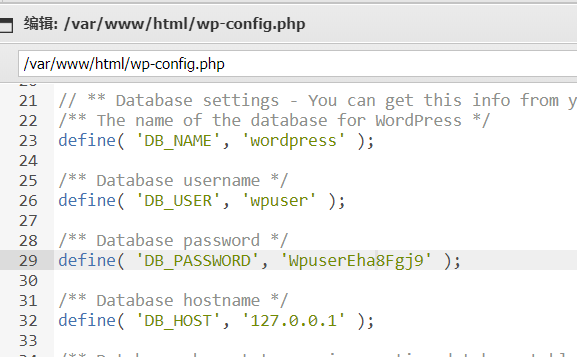 编辑: /var/www/html/wp-config.php
/var/www/html/wp-config.php
21 // ** Database settings - You can get this info from y
22 /** The name of the database for WordPress */
23 define( 'DB_NAME', 'wordpress' );
24
25 /** Database username */
26 define( 'DB_USER', 'wpuser' );
27
28 /** Database password */
29 define( 'DB_PASSWORD', 'WpuserEha8Fgj9' );
30
31 /** Database hostname */
32 define( 'DB_HOST', '127.0.0.1' );
33